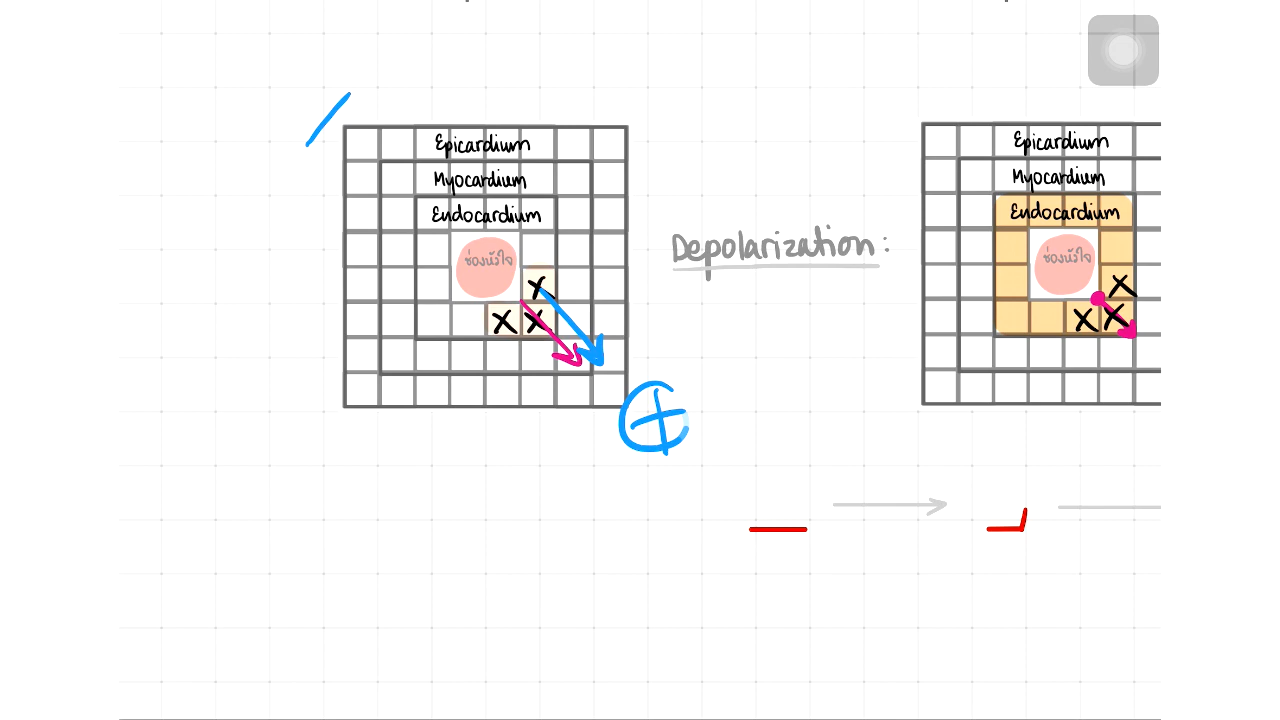 Epicardium
Myocardium
Endocardium
ช่องหัวใจ
X
X X
Depolarization:
Epicardium
Myocardium
Endocardium
ช่องหัวใจ
X
X X